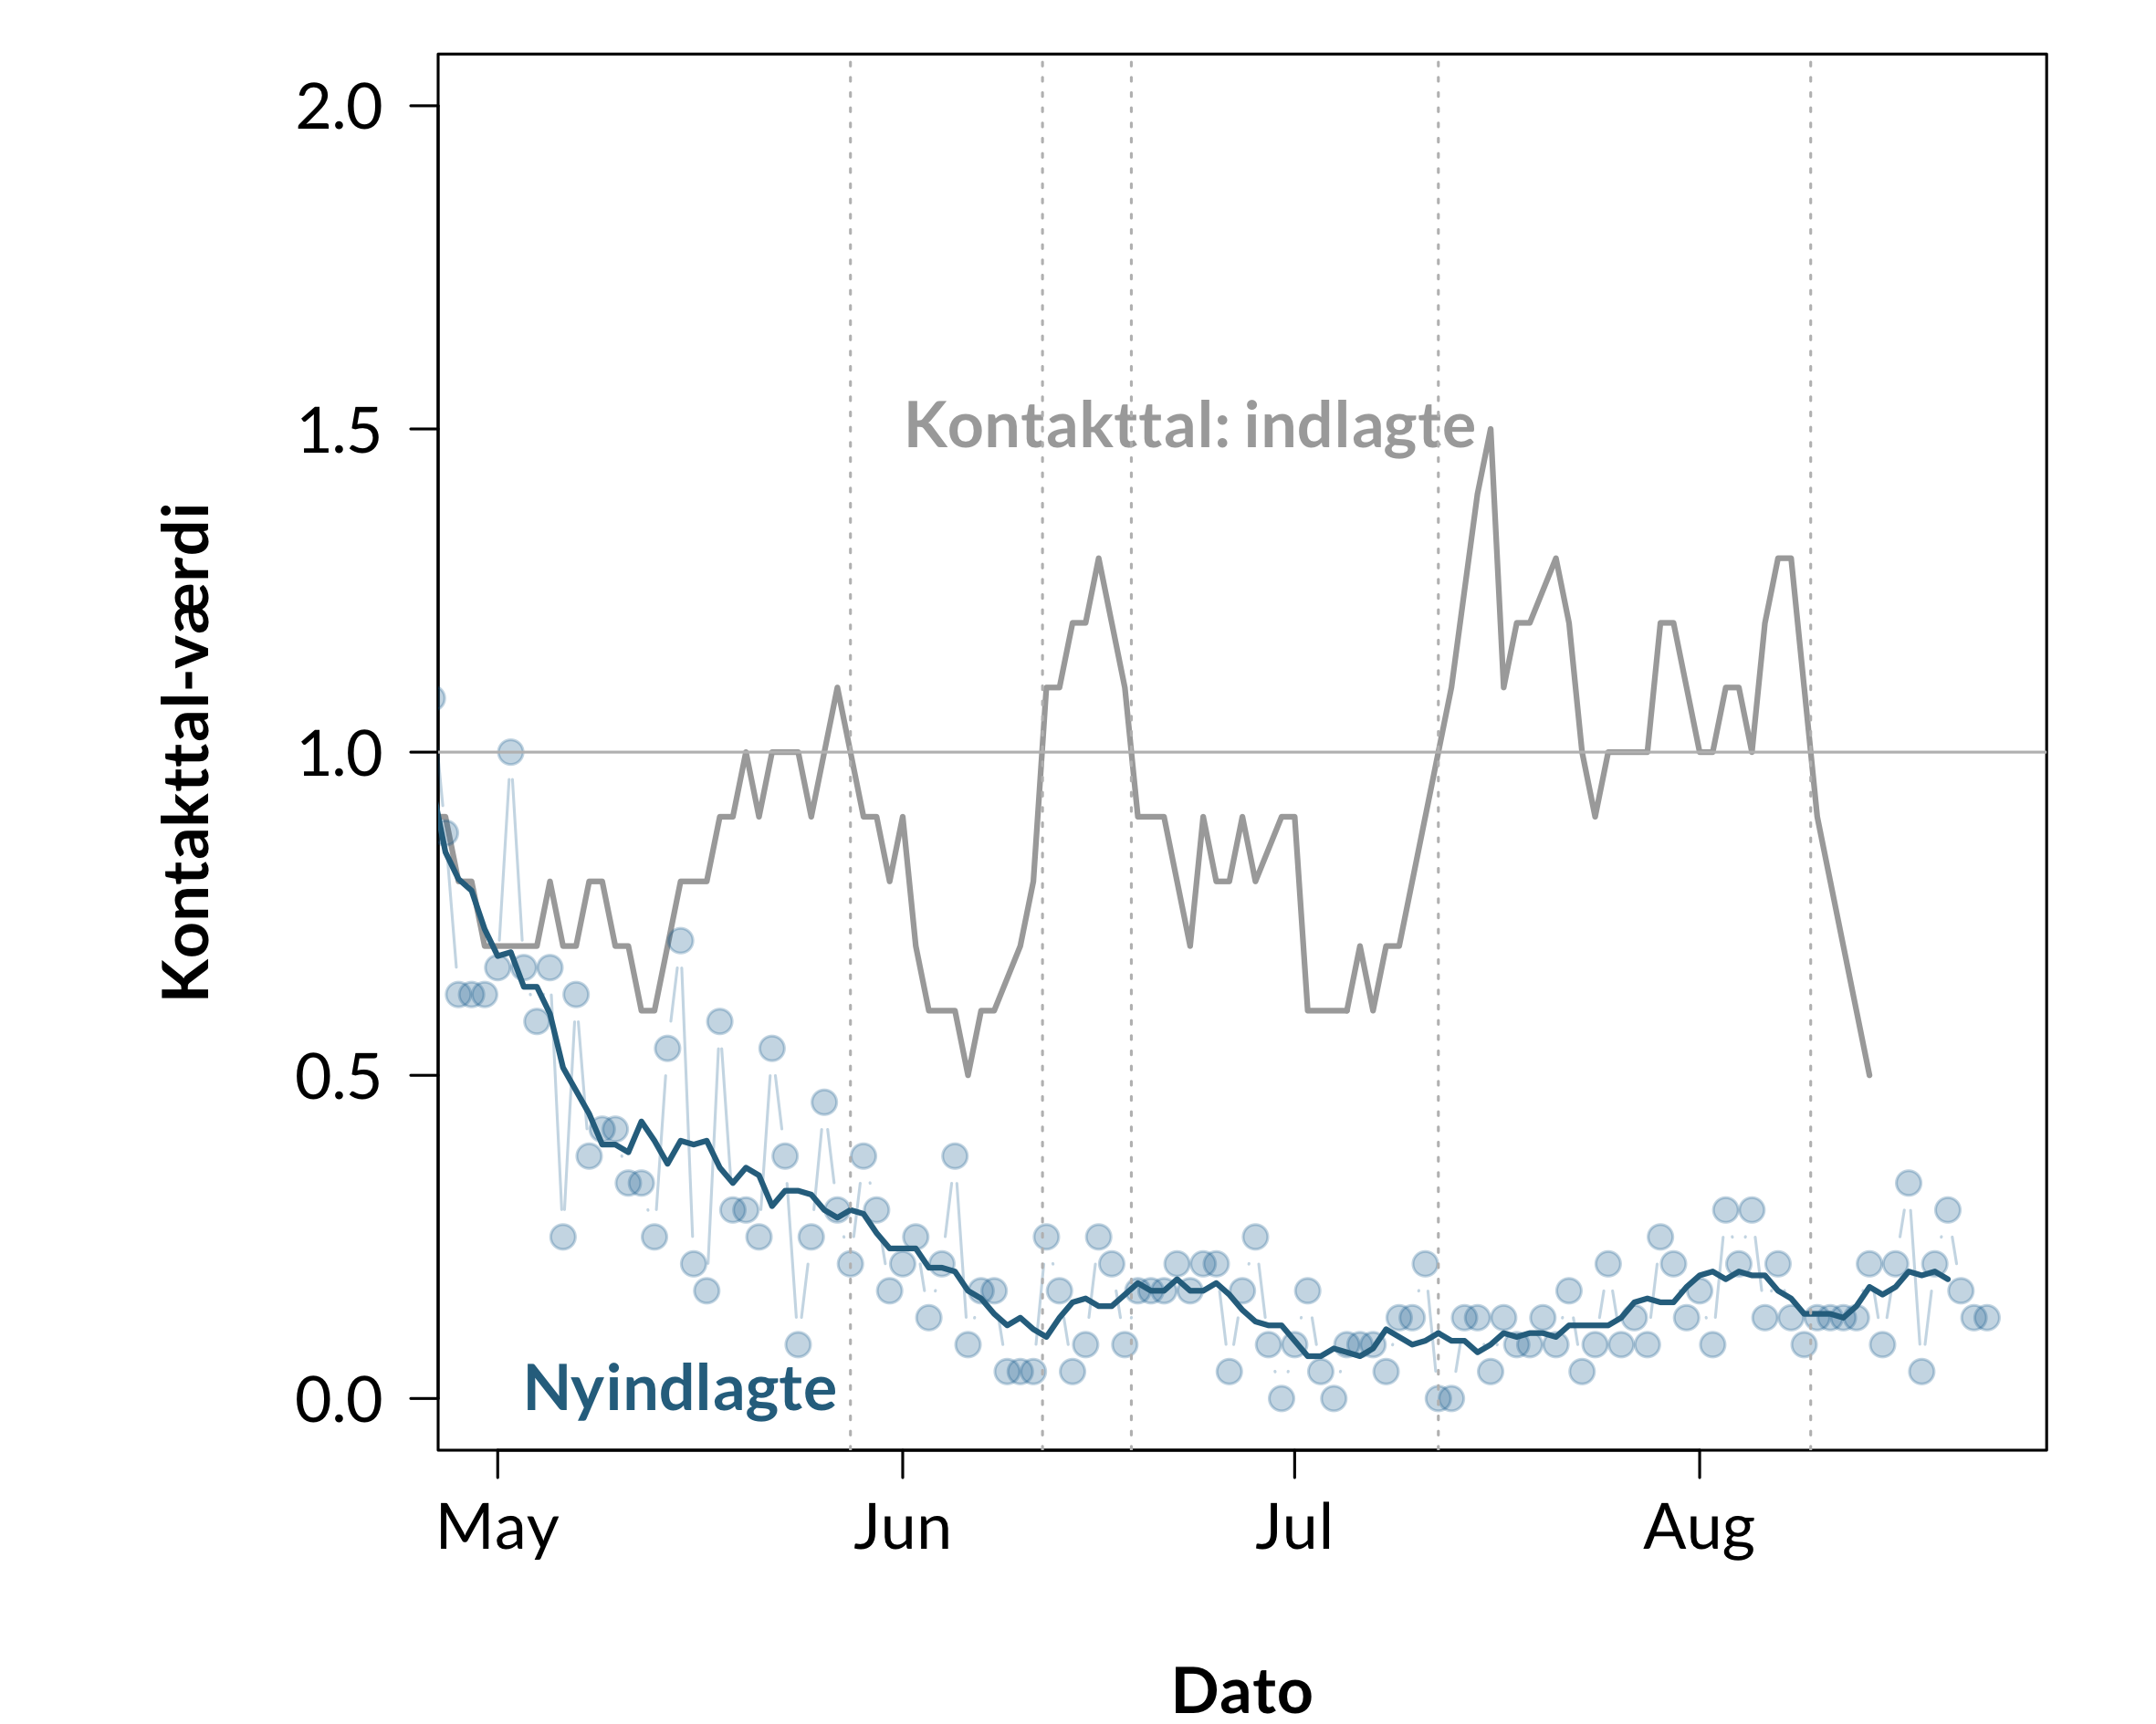 2.0
1.5
1.0
0.5
0.0
Kontakttal-værdi
Kontakttal: indlagte
Nyindlagte
May Jun Jul Aug
Dato